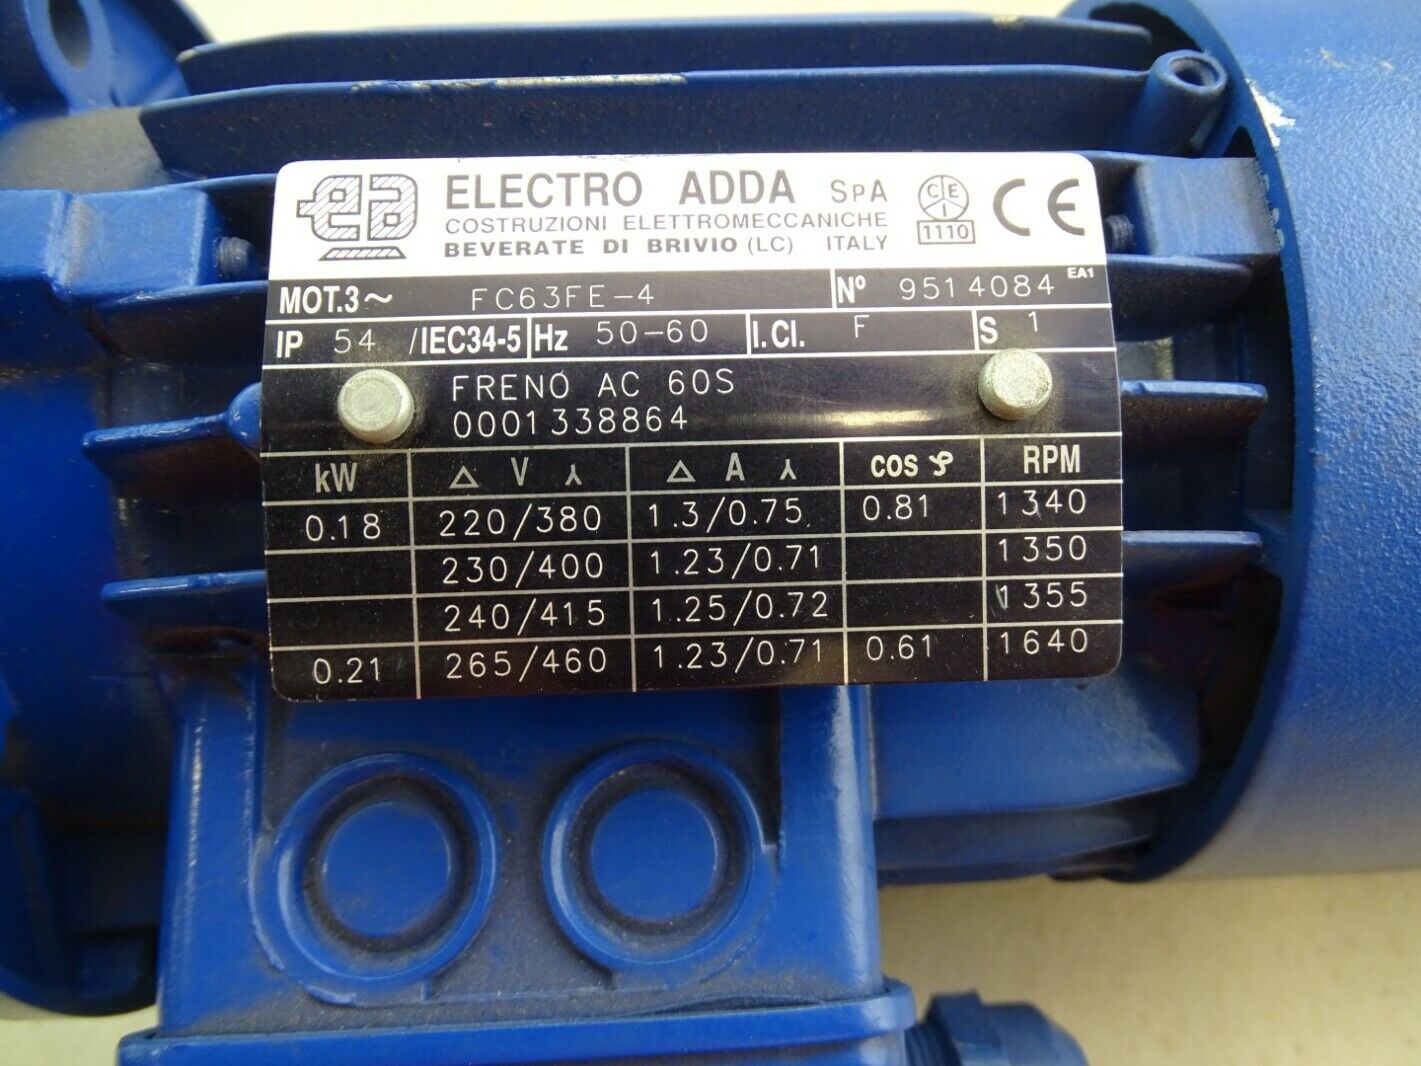 ea ELECTRO ADDA SpA
COSTRUZIONI ELETTROMECCANICHE
BEVERATE DI BRIVIO (LC) ITALY
CEI
1110
CE
MOT.3~ FC63FE-4 Nº 9514084 EA1
IP 54 /IEC34-5 Hz 50-60 I.Cl. F S 1
FRENO AC 60S
0001338864
kW △ V ⅄ △ A ⅄ cos φ RPM
0.18 220/380 1.3/0.75 0.81 1340
230/400 1.23/0.71 1350
240/415 1.25/0.72 1355
0.21 265/460 1.23/0.71 0.61 1640